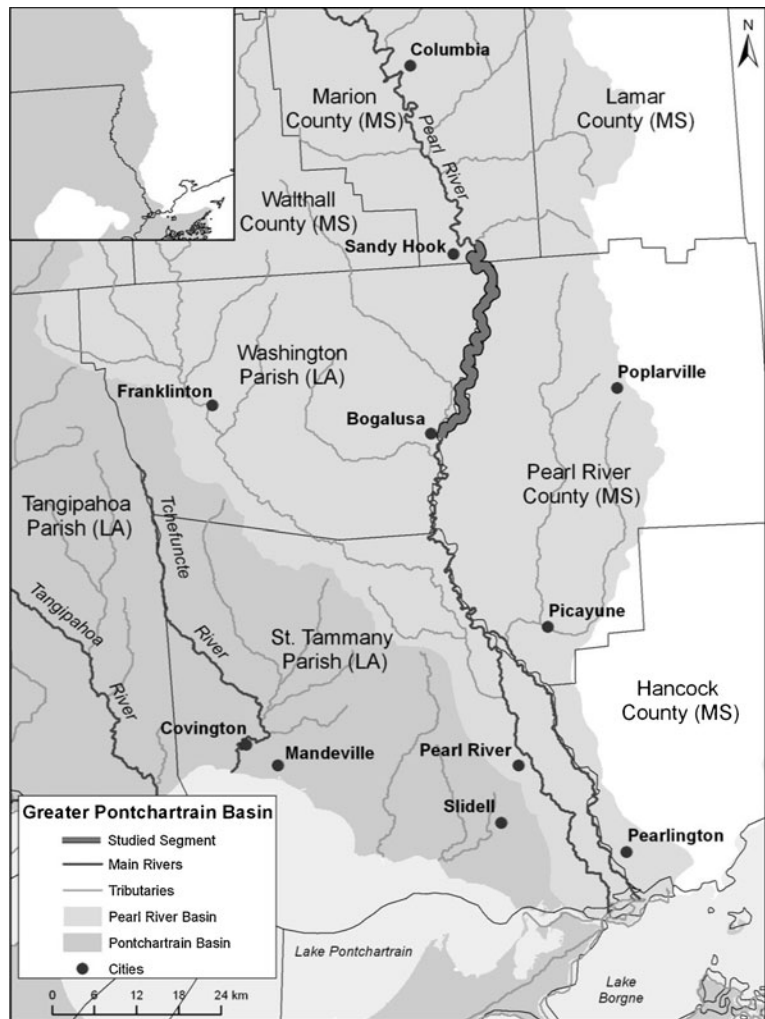 N
Columbia
Marion
County (MS)
Lamar
County (MS)
Pearl River
Walthall
County (MS)
Sandy Hook
Washington
Parish (LA)
Franklinton
Poplarville
Bogalusa
Tangipahoa
Parish (LA)
Tchefuncte
River
Pearl River
County (MS)
Tangipahoa
River
Picayune
St. Tammany
Parish (LA)
Hancock
County (MS)
Covington
Mandeville
Pearl River
Slidell
Pearlington
Greater Pontchartrain Basin
Studied Segment
Main Rivers
Tributaries
Pearl River Basin
Pontchartrain Basin
Cities
0 6 12 18 24 km
Lake Pontchartrain
Lake
Borgne